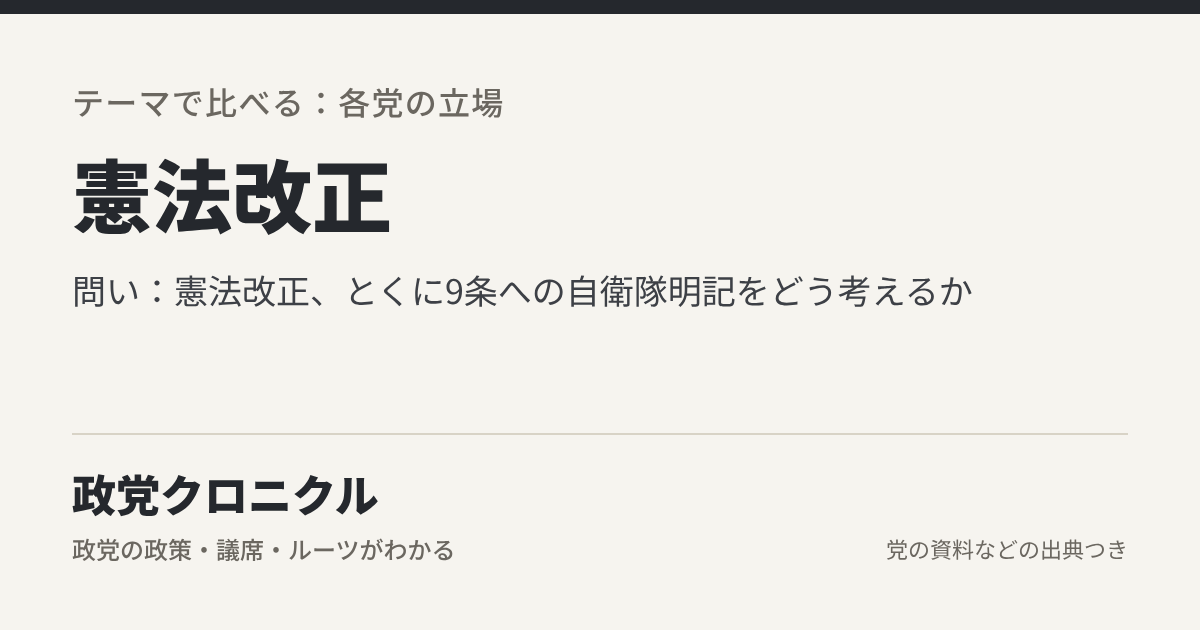 テーマで比べる：各党の立場
憲法改正
問い：憲法改正、とくに9条への自衛隊明記をどう考えるか
政党クロニクル
政党の政策・議席・ルーツがわかる
党の資料などの出典つき